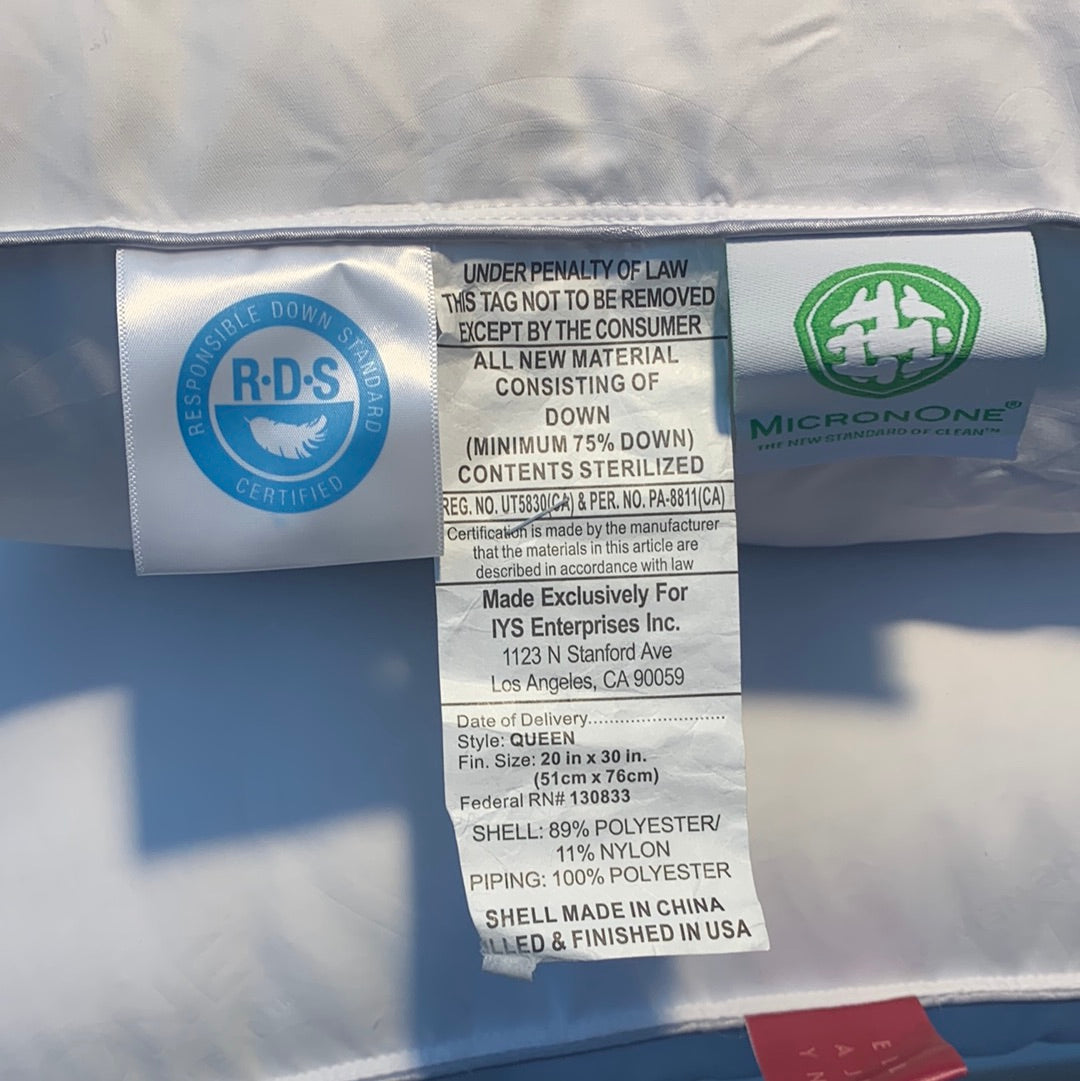 RESPONSIBLE DOWN STANDARD
R·D·S
CERTIFIED
UNDER PENALTY OF LAW
THIS TAG NOT TO BE REMOVED
EXCEPT BY THE CONSUMER
ALL NEW MATERIAL
CONSISTING OF
DOWN
(MINIMUM 75% DOWN)
CONTENTS STERILIZED
REG. NO. UT5830(CA) & PER. NO. PA-8811(CA)
Certification is made by the manufacturer
that the materials in this article are
described in accordance with law
Made Exclusively For
IYS Enterprises Inc.
1123 N Stanford Ave
Los Angeles, CA 90059
Date of Delivery..........................
Style: QUEEN
Fin. Size: 20 in x 30 in.
(51cm x 76cm)
Federal RN# 130833
SHELL: 89% POLYESTER/
11% NYLON
PIPING: 100% POLYESTER
SHELL MADE IN CHINA
LLED & FINISHED IN USA
MICRONONE®
THE NEW STANDARD OF CLEAN™